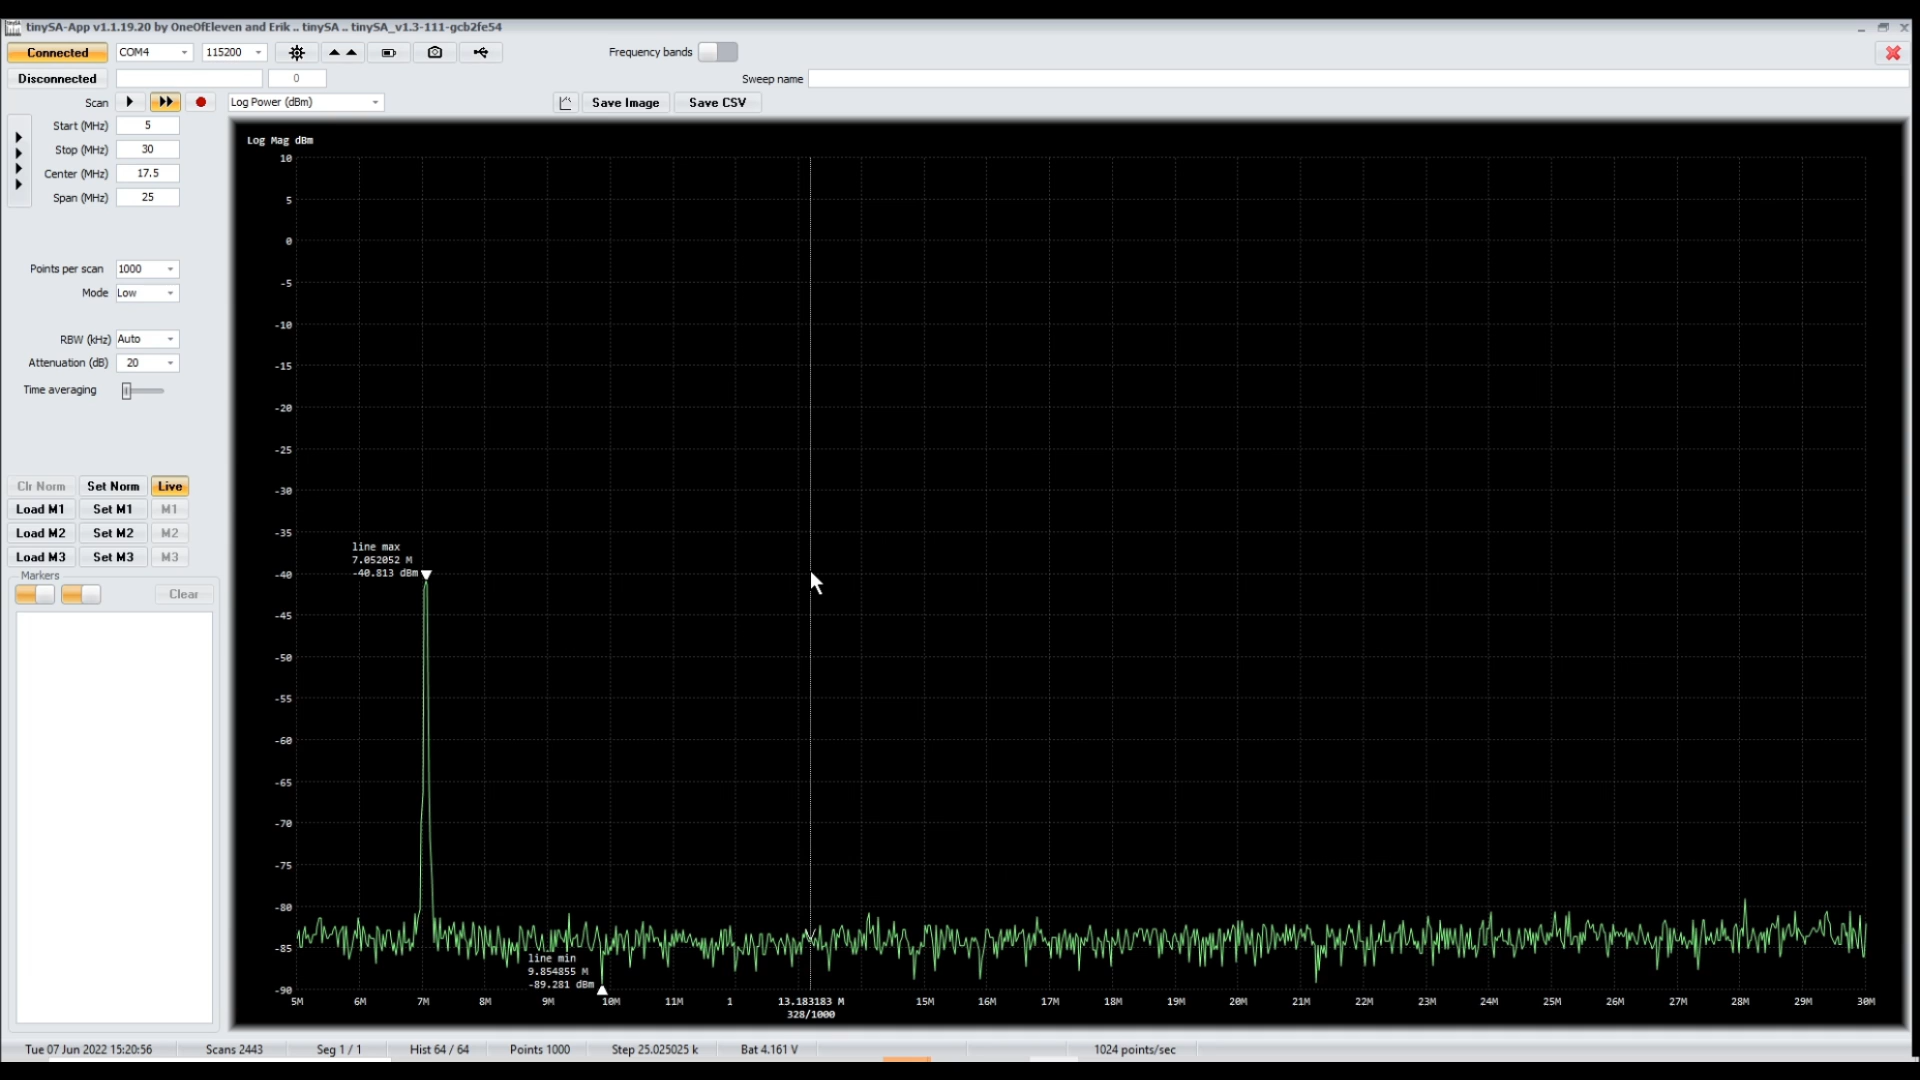 tinySA-App v1.1.19.20 by OneOfEleven and Erik .. tinySA .. tinySA_v1.3-111-gcb2fe54
Connected COM4 115200 Frequency bands
Disconnected 0 Sweep name
Scan Log Power (dBm) Save Image Save CSV
Start (MHz) 5
Stop (MHz) 30
Center (MHz) 17.5
Span (MHz) 25
Points per scan 1000
Mode Low
RBW (kHz) Auto
Attenuation (dB) 20
Time averaging
Clr Norm Set Norm Live
Load M1 Set M1 M1
Load M2 Set M2 M2
Load M3 Set M3 M3
Markers
Clear
Log Mag dBm
10
5
0
-5
-10
-15
-20
-25
-30
-35
-40
-45
-50
-55
-60
-65
-70
-75
-80
-85
-90
line max
7.052052 M
-40.813 dBm
line min
9.854855 M
-89.281 dBm
5M 6M 7M 8M 9M 10M 11M 1 13.183183 M 15M 16M 17M 18M 19M 20M 21M 22M 23M 24M 25M 26M 27M 28M 29M 30M
328/1000
Tue 07 Jun 2022 15:20:56 Scans 2443 Seg 1 / 1 Hist 64 / 64 Points 1000 Step 25.025025 k Bat 4.161 V 1024 points/sec